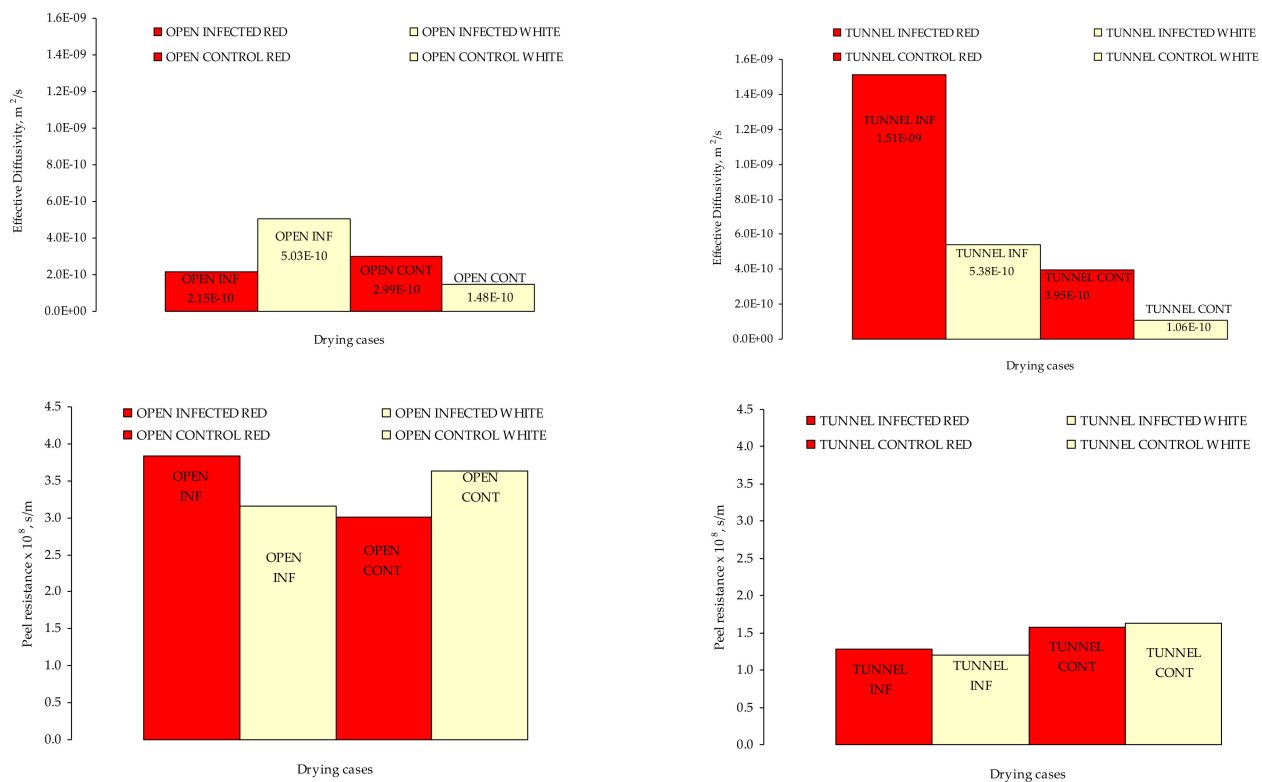 1.6E-09
1.4E-09
1.2E-09
1.0E-09
8.0E-10
6.0E-10
4.0E-10
2.0E-10
0.0E+00
Effective Diffusivity, m 2/s
OPEN INFECTED RED
OPEN INFECTED WHITE
OPEN CONTROL RED
OPEN CONTROL WHITE
OPEN INF
2.15E-10
OPEN INF
5.03E-10
OPEN CONT
2.99E-10
OPEN CONT
1.48E-10
Drying cases
TUNNEL INFECTED RED
TUNNEL INFECTED WHITE
TUNNEL CONTROL RED
TUNNEL CONTROL WHITE
1.6E-09
1.4E-09
1.2E-09
1.0E-09
8.0E-10
6.0E-10
4.0E-10
2.0E-10
0.0E+00
Effective Diffusivity, m 2/s
TUNNEL INF
1.51E-09
TUNNEL INF
5.38E-10
TUNNEL CONT
3.95E-10
TUNNEL CONT
1.06E-10
Drying cases
4.5
4.0
3.5
3.0
2.5
2.0
1.5
1.0
0.5
0.0
Peel resistance x 10 8, s/m
OPEN INFECTED RED
OPEN INFECTED WHITE
OPEN CONTROL RED
OPEN CONTROL WHITE
OPEN
INF
OPEN
INF
OPEN
CONT
OPEN
CONT
Drying cases
4.5
4.0
3.5
3.0
2.5
2.0
1.5
1.0
0.5
0.0
Peel resistance x 10 8, s/m
TUNNEL INFECTED RED
TUNNEL INFECTED WHITE
TUNNEL CONTROL RED
TUNNEL CONTROL WHITE
TUNNEL
INF
TUNNEL
INF
TUNNEL
CONT
TUNNEL
CONT
Drying cases